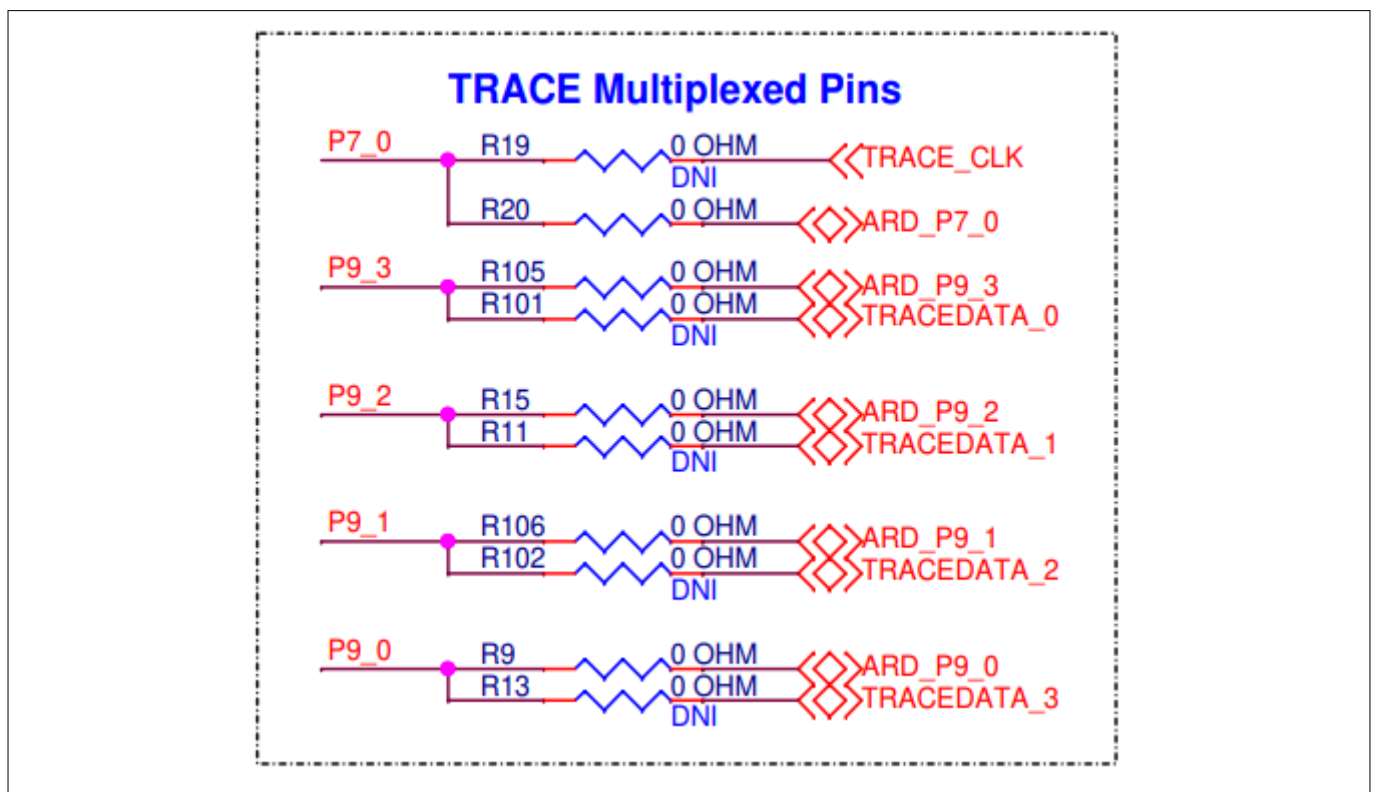 TRACE Multiplexed Pins
P7_0 R19 0 OHM TRACE_CLK
DNI
R20 0 OHM ARD_P7_0
P9_3 R105 0 OHM ARD_P9_3
R101 0 OHM TRACEDATA_0
DNI
P9_2 R15 0 OHM ARD_P9_2
R11 0 OHM TRACEDATA_1
DNI
P9_1 R106 0 OHM ARD_P9_1
R102 0 OHM TRACEDATA_2
DNI
P9_0 R9 0 OHM ARD_P9_0
R13 0 OHM TRACEDATA_3
DNI